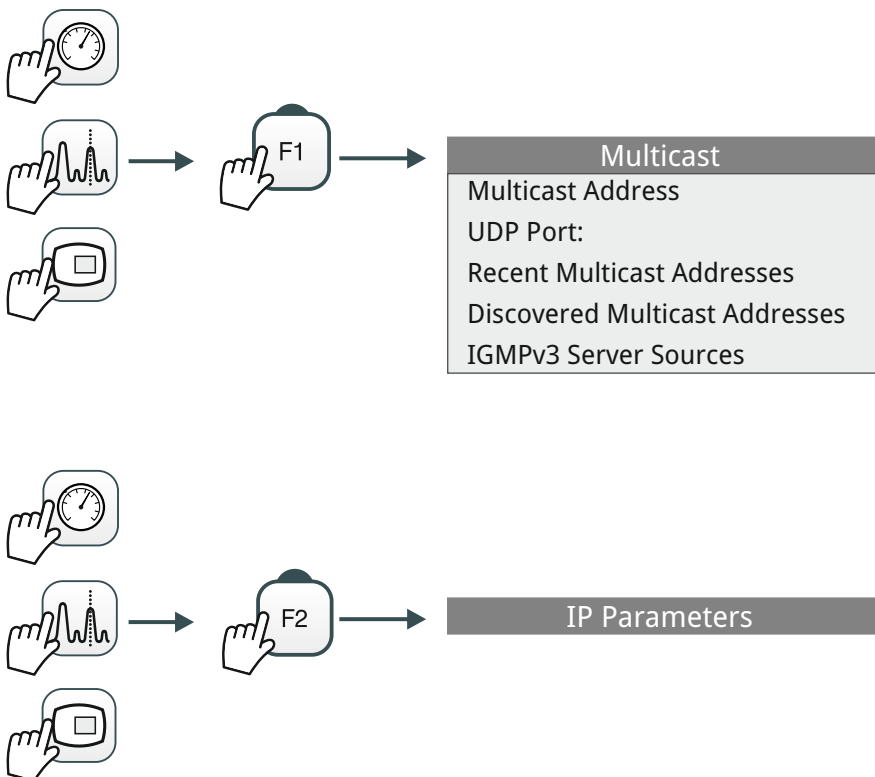 F1
Multicast
Multicast Address
UDP Port:
Recent Multicast Addresses
Discovered Multicast Addresses
IGMPv3 Server Sources
F2
IP Parameters